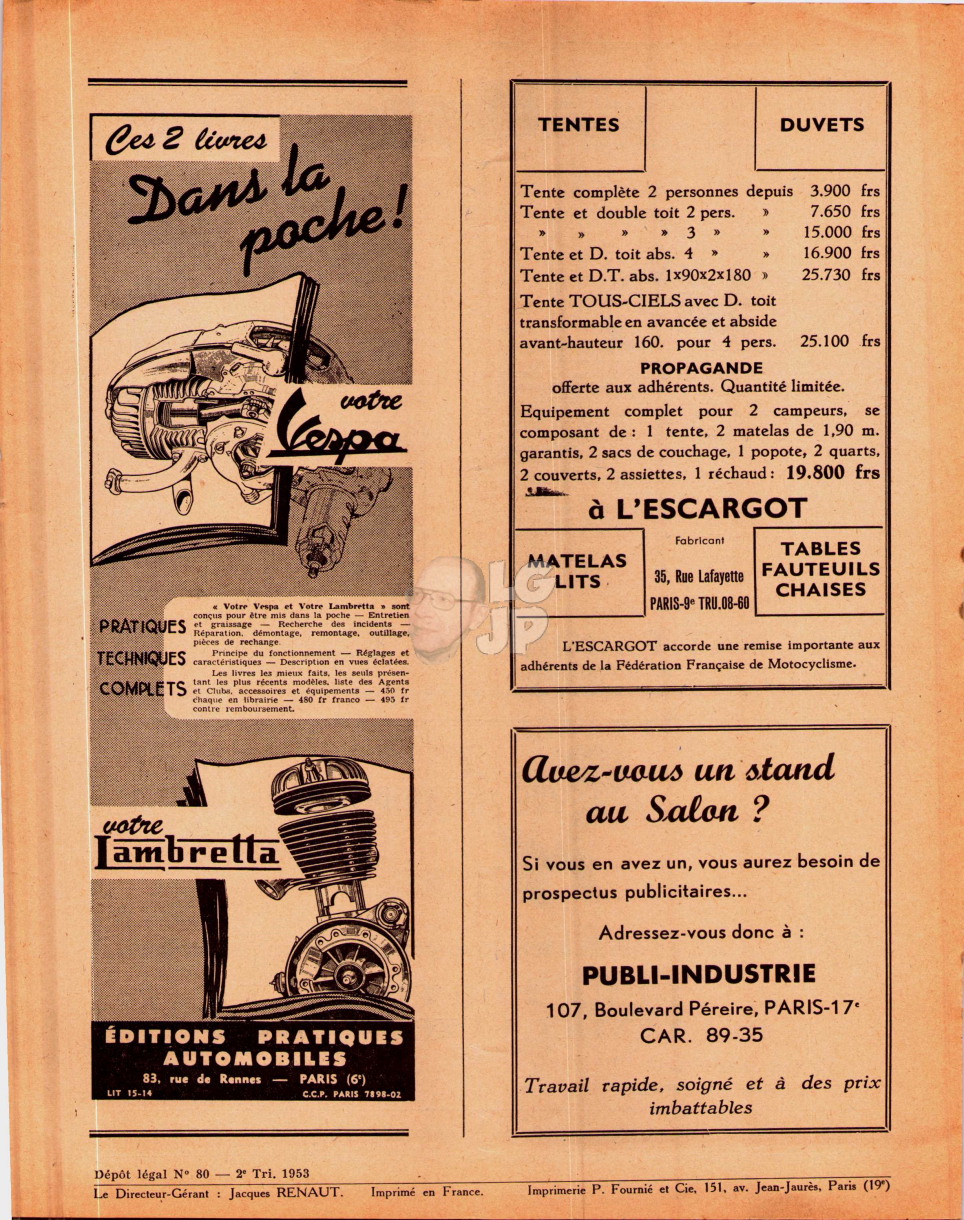 Ces 2 livres
Dans la
poche !
votre
Vespa
PRATIQUES
TECHNIQUES
COMPLETS
« Votre Vespa et Votre Lambretta » sont
conçus pour être mis dans la poche — Entretien
et graissage — Recherche des incidents —
Réparation, démontage, remontage, outillage,
pièces de rechange.
Principe du fonctionnement — Réglages et
caractéristiques — Description en vues éclatées.
Les livres les mieux faits, les seuls présen-
tant les plus récents modèles, liste des Agents
et Clubs, accessoires et équipements — 450 fr
chaque en librairie — 480 fr franco — 495 fr
contre remboursement.
votre
Lambretta
ÉDITIONS PRATIQUES
AUTOMOBILES
83, rue de Rennes — PARIS (6e)
LIT 15-14 C.C.P. PARIS 7898-02
TENTES
DUVETS
Tente complète 2 personnes depuis 3.900 frs
Tente et double toit 2 pers. » 7.650 frs
» » » » 3 » » 15.000 frs
Tente et D. toit abs. 4 » » 16.900 frs
Tente et D.T. abs. 1x90x2x180 » 25.730 frs
Tente TOUS-CIELS avec D. toit
transformable en avancée et abside
avant-hauteur 160. pour 4 pers. 25.100 frs
PROPAGANDE
offerte aux adhérents. Quantité limitée.
Equipement complet pour 2 campeurs, se
composant de : 1 tente, 2 matelas de 1,90 m.
garantis, 2 sacs de couchage, 1 popote, 2 quarts,
2 couverts, 2 assiettes, 1 réchaud : 19.800 frs
à L'ESCARGOT
MATELAS
LITS
Fabricant
35, Rue Lafayette
PARIS-9e TRU.08-60
TABLES
FAUTEUILS
CHAISES
L'ESCARGOT accorde une remise importante aux
adhérents de la Fédération Française de Motocyclisme.
LG
JP
Avez-vous un stand
au Salon ?
Si vous en avez un, vous aurez besoin de
prospectus publicitaires...
Adressez-vous donc à :
PUBLI-INDUSTRIE
107, Boulevard Péreire, PARIS-17e
CAR. 89-35
Travail rapide, soigné et à des prix
imbattables
Dépôt légal N° 80 — 2e Tri. 1953
Le Directeur-Gérant : Jacques RENAUT. Imprimé en France. Imprimerie P. Fournié et Cie, 151, av. Jean-Jaurès, Paris (19e)